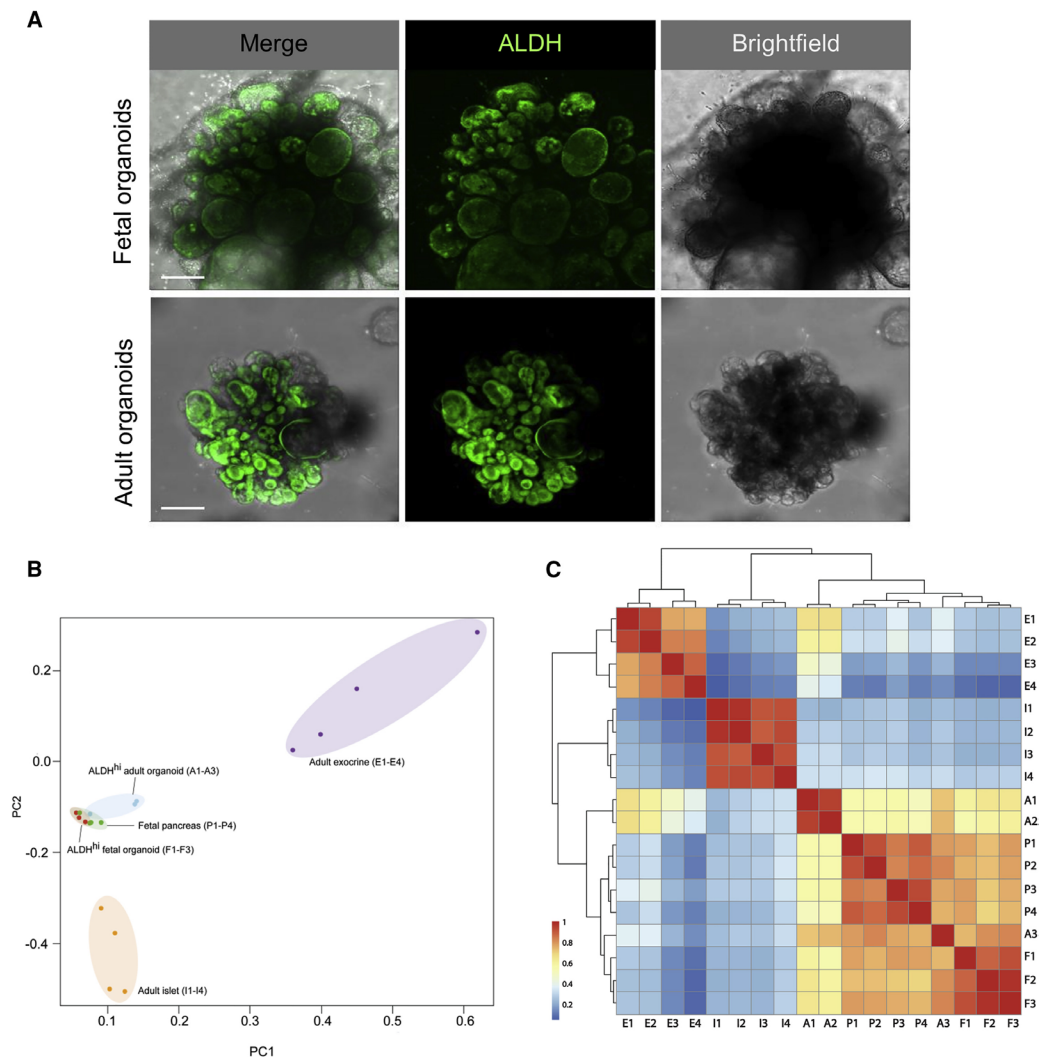 A
Merge
ALDH
Brightfield
Fetal organoids
Adult organoids
B
PC2
0.2
0.0
-0.2
-0.4
Adult exocrine (E1-E4)
ALDHhi adult organoid (A1-A3)
Fetal pancreas (P1-P4)
ALDHhi fetal organoid (F1-F3)
Adult islet (I1-I4)
0.1 0.2 0.3 0.4 0.5 0.6
PC1
C
E1
E2
E3
E4
I1
I2
I3
I4
A1
A2
P1
P2
P3
P4
A3
F1
F2
F3
1
0.8
0.6
0.4
0.2
E1 E2 E3 E4 I1 I2 I3 I4 A1 A2 P1 P2 P3 P4 A3 F1 F2 F3